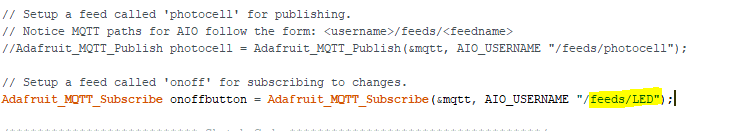 // Setup a feed called 'photocell' for publishing.
// Notice MQTT paths for AIO follow the form: <username>/feeds/<feedname>
//Adafruit_MQTT_Publish photocell = Adafruit_MQTT_Publish(&mqtt, AIO_USERNAME "/feeds/photocell");
// Setup a feed called 'onoff' for subscribing to changes.
Adafruit_MQTT_Subscribe onoffbutton = Adafruit_MQTT_Subscribe(&mqtt, AIO_USERNAME "/feeds/LED");